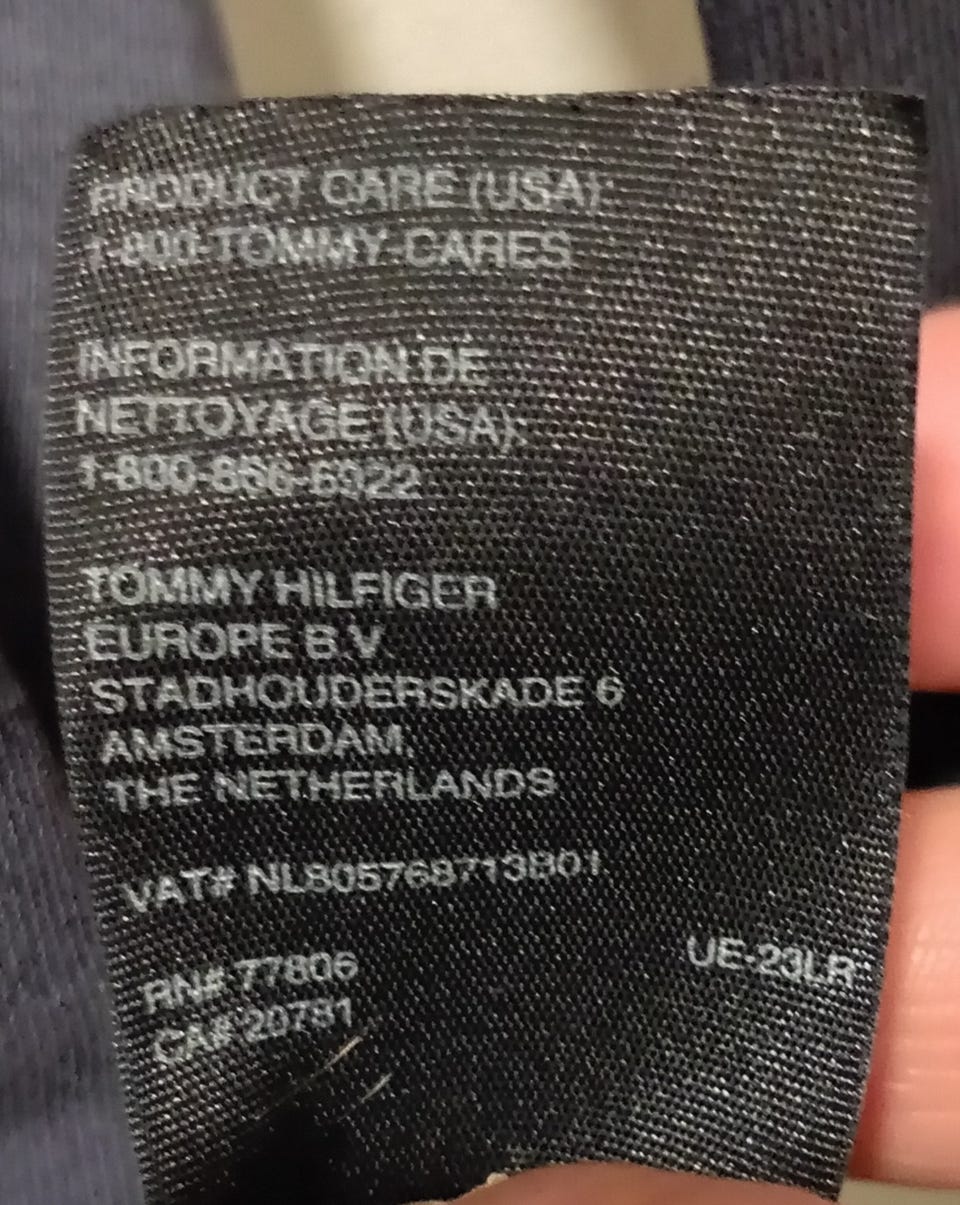 PRODUCT CARE (USA):
1-800-TOMMY-CARES
INFORMATION DE
NETTOYAGE (USA):
1-800-866-6922
TOMMY HILFIGER
EUROPE B.V
STADHOUDERSKADE 6
AMSTERDAM,
THE NETHERLANDS
VAT# NL805768713B01
UE-23LR
RN# 77806
CA# 20781